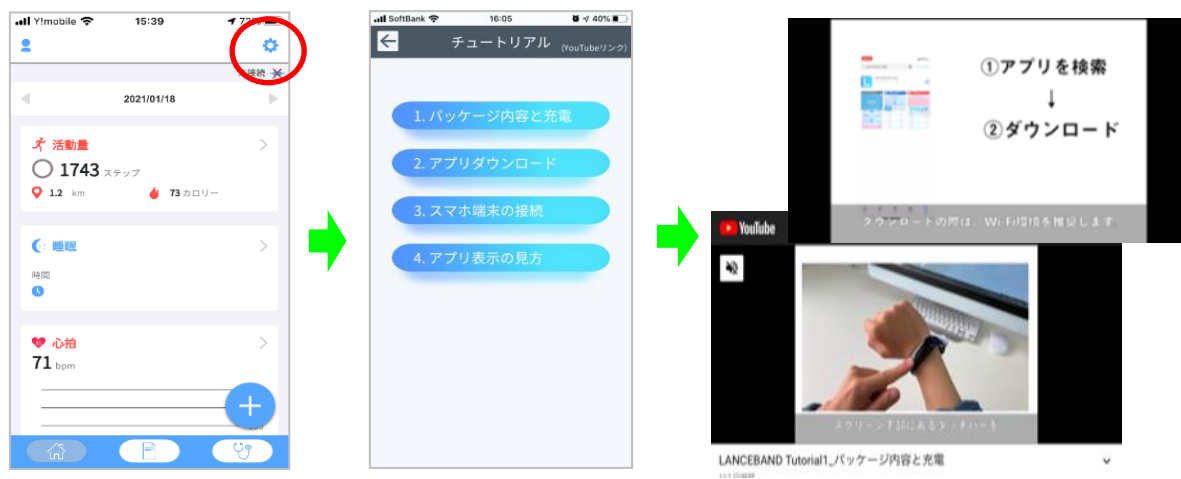 Y!mobile 15:39
接続
2021/01/18
活動量
1743 ステップ
1.2 km 73 カロリー
睡眠
時間
心拍
71 bpm
SoftBank 16:05 40%
チュートリアル (YouTubeリンク)
1. パッケージ内容と充電
2. アプリダウンロード
3. スマホ端末の接続
4. アプリ表示の見方
①アプリを検索
↓
②ダウンロード
ダウンロードの際は、Wi-Fi環境を推奨します。
YouTube
スクリーン下部にあるタッチバーを
LANCEBAND Tutorial1_パッケージ内容と充電